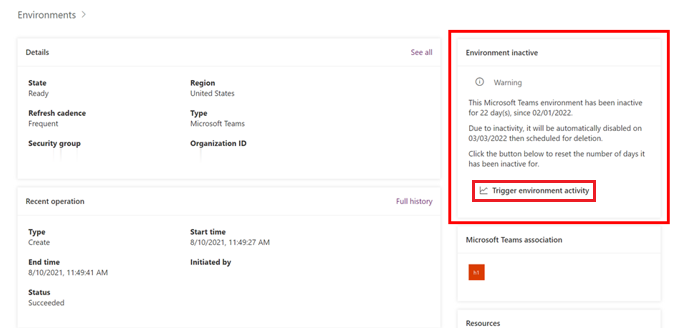 Environments
Details
See all
State
Region
Ready
United States
Refresh cadence
Type
Frequent
Microsoft Teams
Security group
Organization ID
Recent operation
Full history
Type
Start time
Create
8/10/2021, 11:49:27 AM
End time
Initiated by
8/10/2021, 11:49:41 AM
Status
Succeeded
Environment inactive
Warning
This Microsoft Teams environment has been inactive
for 22 day(s), since 02/01/2022.
Due to inactivity, it will be automatically disabled on
03/03/2022 then scheduled for deletion.
Click the button below to reset the number of days it
has been inactive for.
Trigger environment activity
Microsoft Teams association
Resources